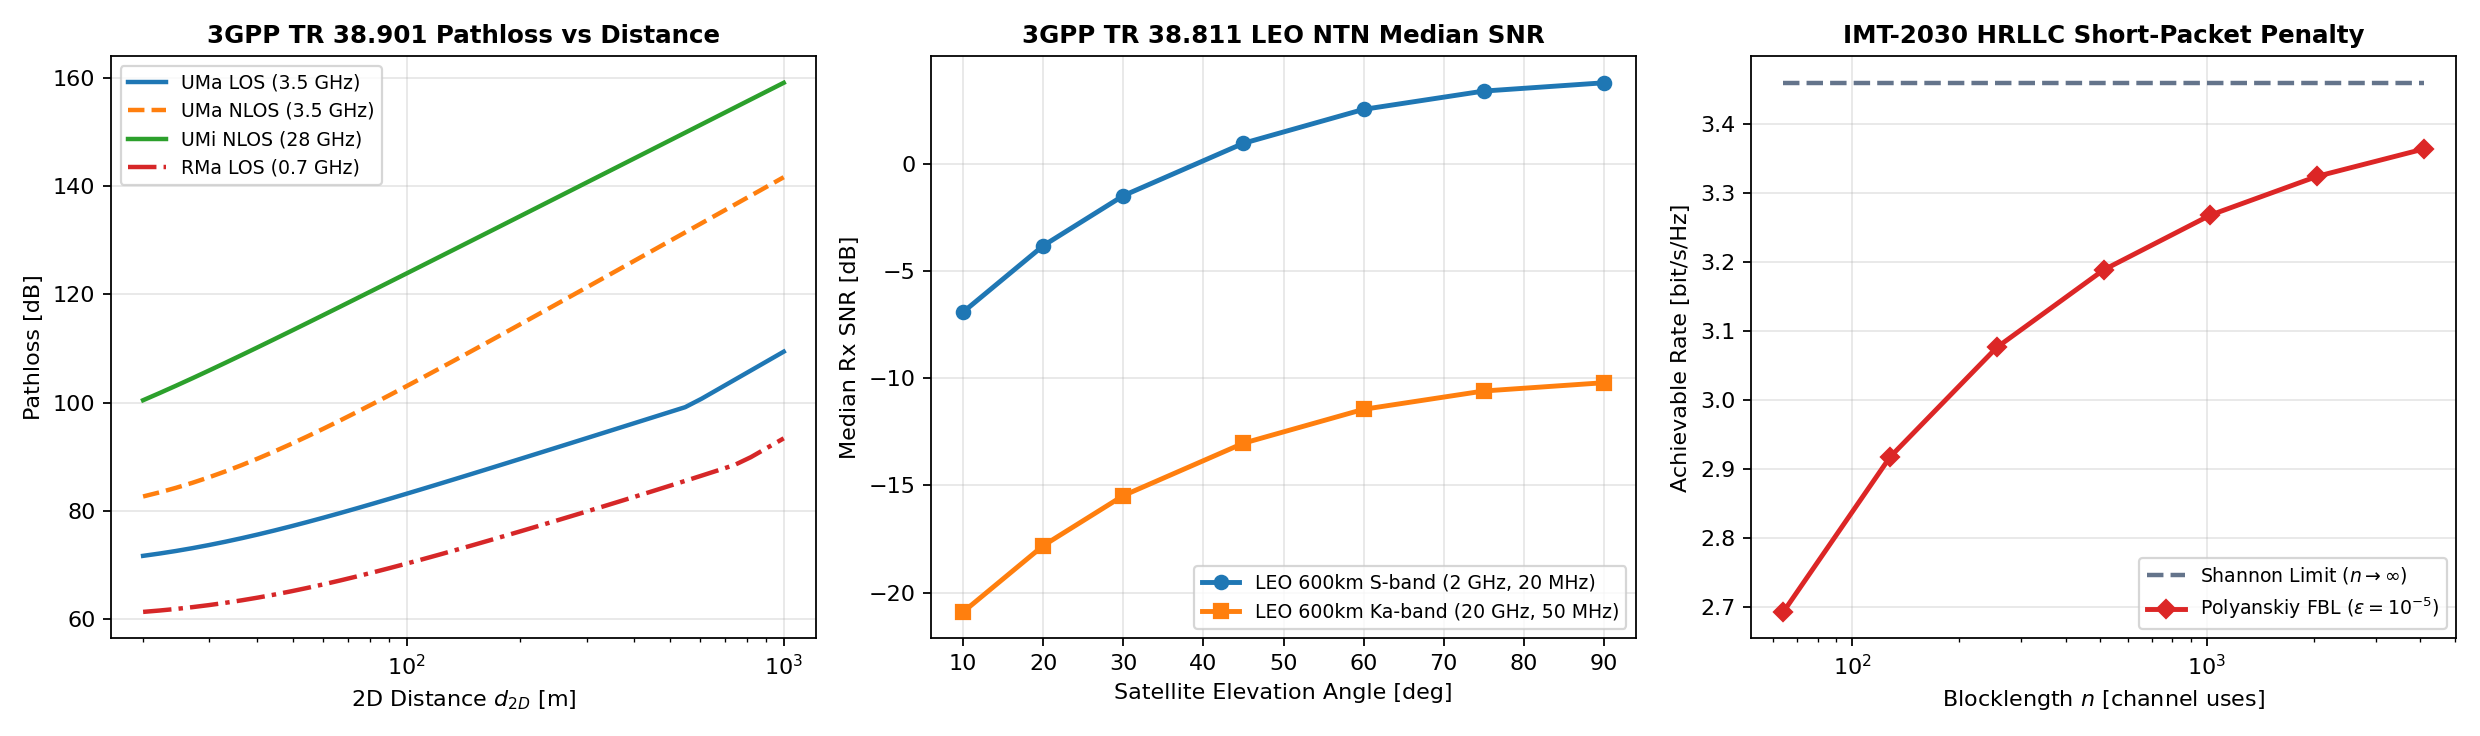 3GPP TR 38.901 Pathloss vs Distance
Pathloss [dB]
160
140
120
100
80
60
UMa LOS (3.5 GHz)
UMa NLOS (3.5 GHz)
UMi NLOS (28 GHz)
RMa LOS (0.7 GHz)
10²
10³
2D Distance d₂D [m]
3GPP TR 38.811 LEO NTN Median SNR
Median Rx SNR [dB]
0
−5
−10
−15
−20
LEO 600km S-band (2 GHz, 20 MHz)
LEO 600km Ka-band (20 GHz, 50 MHz)
10 20 30 40 50 60 70 80 90
Satellite Elevation Angle [deg]
IMT-2030 HRLLC Short-Packet Penalty
Achievable Rate [bit/s/Hz]
3.4
3.3
3.2
3.1
3.0
2.9
2.8
2.7
Shannon Limit (n → ∞)
Polyanskiy FBL (ε = 10⁻⁵)
10²
10³
Blocklength n [channel uses]